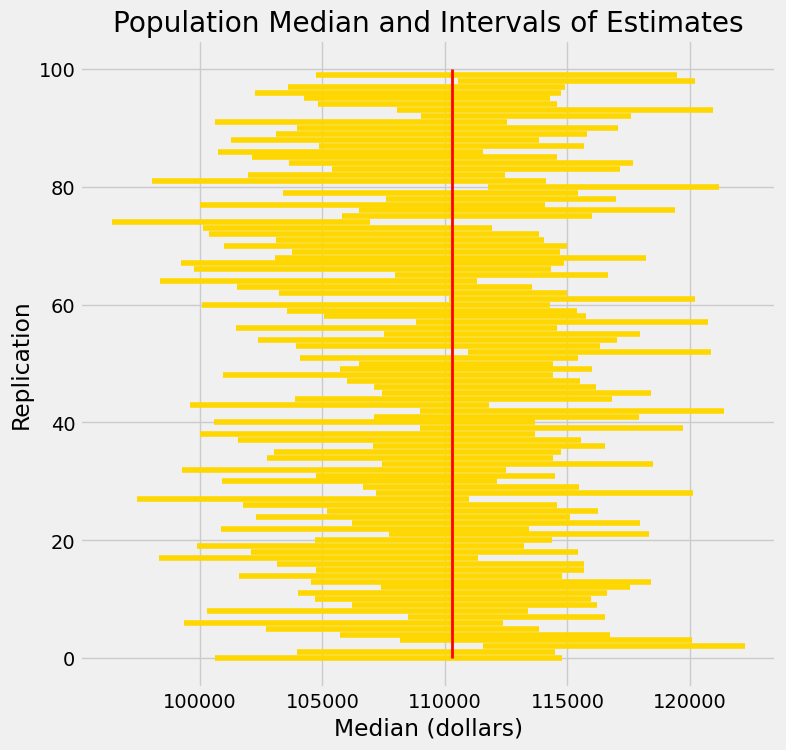 Population Median and Intervals of Estimates
100
80
60
40
20
0
Replication
100000 105000 110000 115000 120000
Median (dollars)